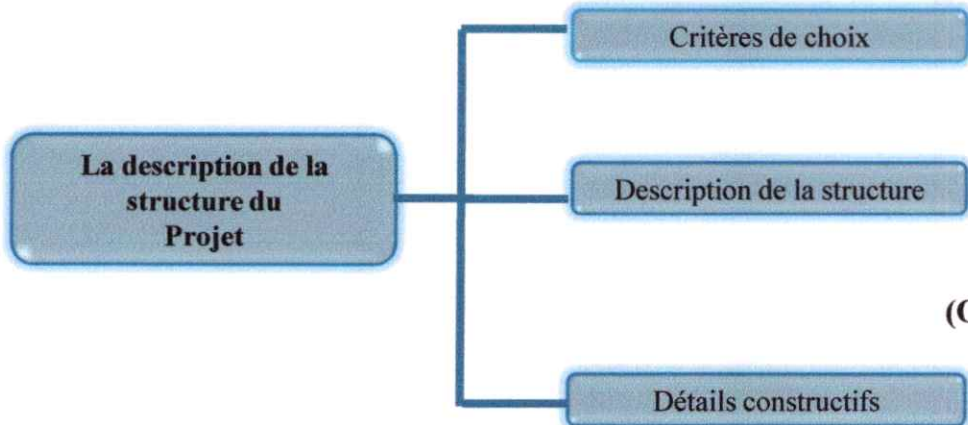 Critères de choix
La description de la
structure du
Projet
Description de la structure
(
Détails constructifs